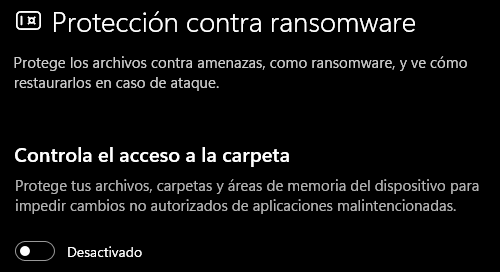 Protección contra ransomware
Protege los archivos contra amenazas, como ransomware, y ve cómo
restaurarlos en caso de ataque.
Controla el acceso a la carpeta
Protege tus archivos, carpetas y áreas de memoria del dispositivo para
impedir cambios no autorizados de aplicaciones malintencionadas.
Desactivado